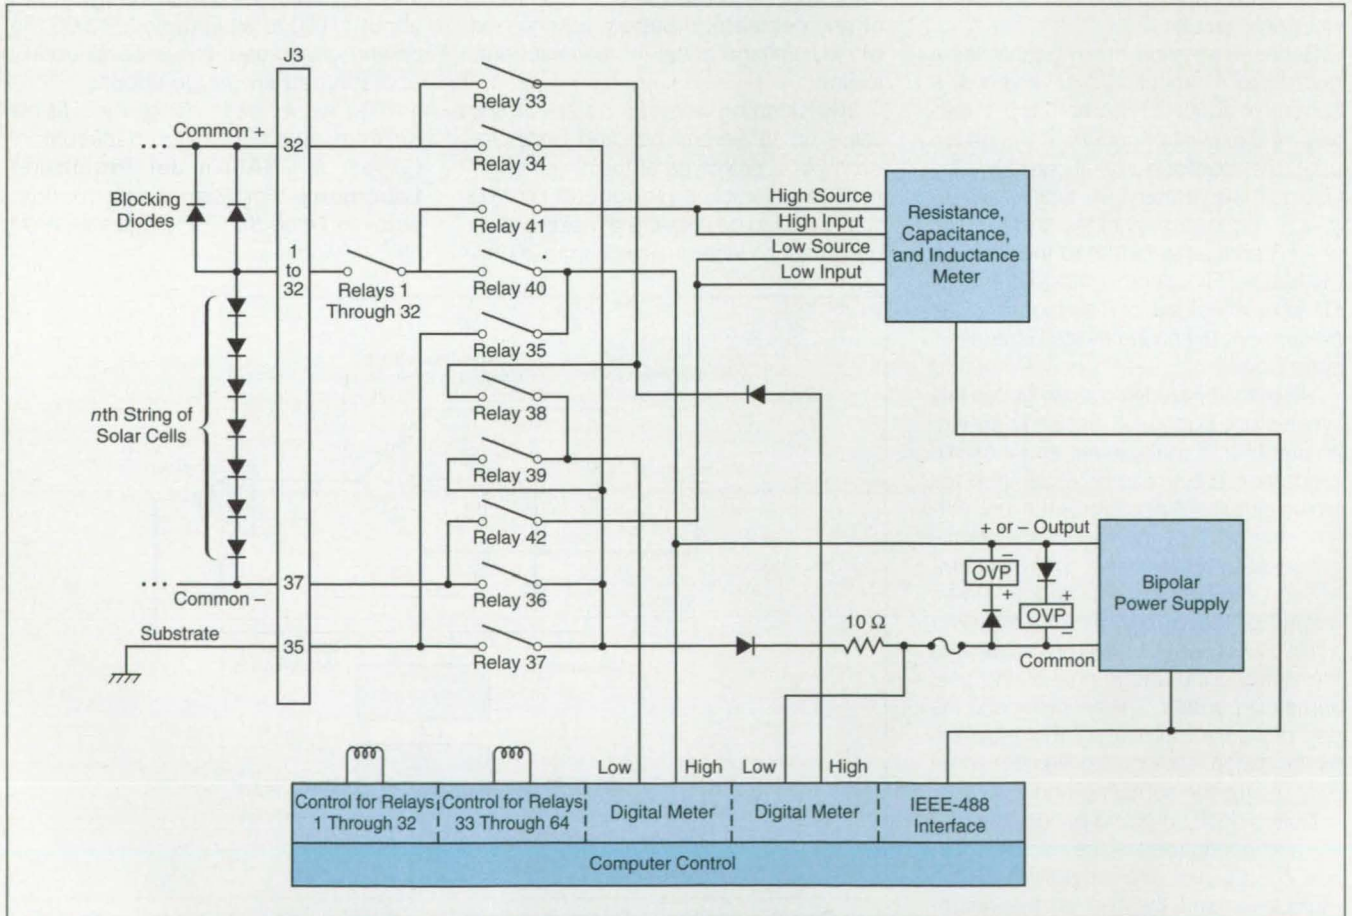 J3
Common +
32
Blocking
Diodes
1
to
32
Relays 1
Through 32
nth String of
Solar Cells
37
Common –
Substrate
35
Relay 33
Relay 34
Relay 41
Relay 40
Relay 35
Relay 38
Relay 39
Relay 42
Relay 36
Relay 37
High Source
High Input
Low Source
Low Input
Resistance,
Capacitance,
and Inductance
Meter
+ or – Output
–
OVP
+
+
OVP
–
Common
10 Ω
Bipolar
Power Supply
Low
High
Low
High
Control for Relays
1 Through 32
Control for Relays
33 Through 64
Digital Meter
Digital Meter
IEEE-488
Interface
Computer Control